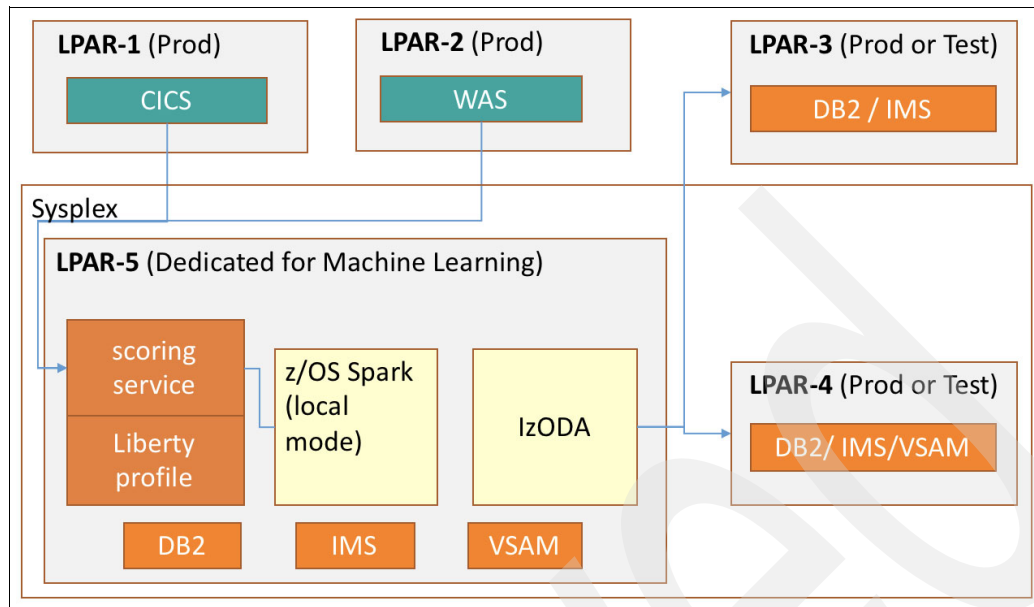 LPAR-1 (Prod)
CICS
LPAR-2 (Prod)
WAS
LPAR-3 (Prod or Test)
DB2 / IMS
Sysplex
LPAR-5 (Dedicated for Machine Learning)
scoring
service
Liberty
profile
z/OS Spark
(local
mode)
IzODA
DB2
IMS
VSAM
LPAR-4 (Prod or Test)
DB2/ IMS/VSAM